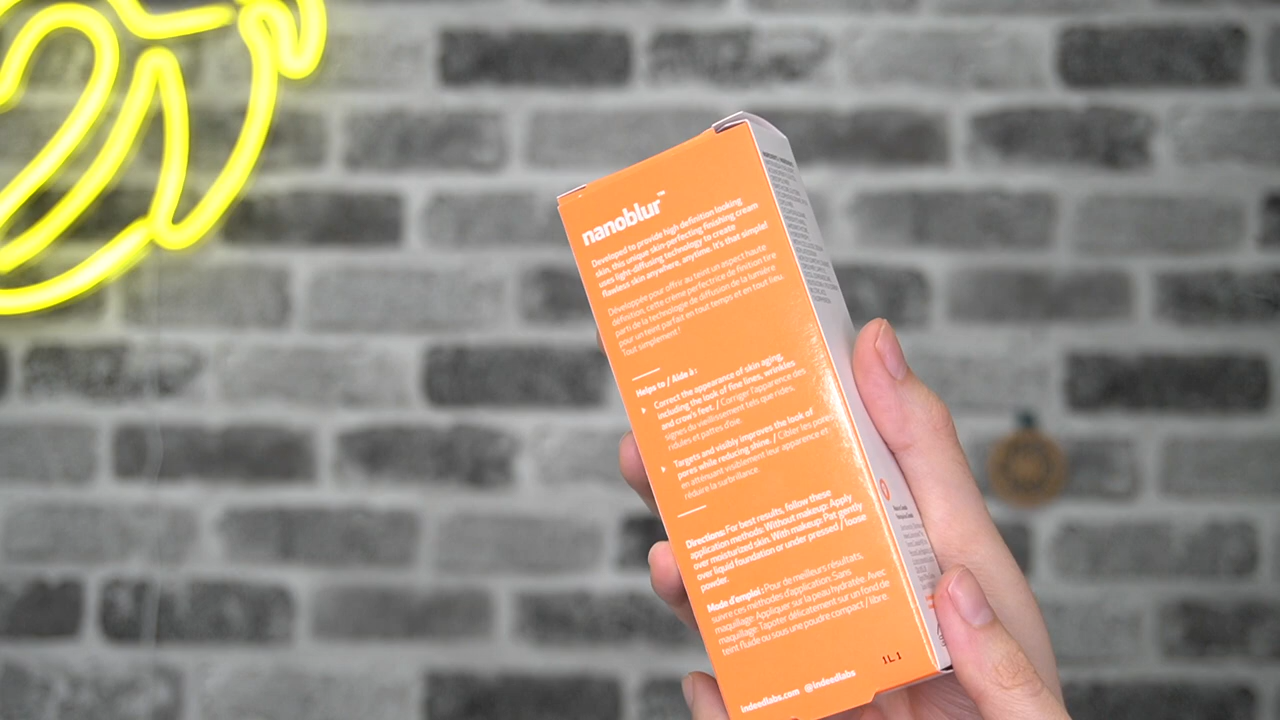 nanoblur™
Developed to provide high definition looking
skin, this unique skin-perfecting finishing cream
uses light-diffusing technology to create
flawless skin anywhere, anytime. It's that simple!
Développée pour offrir au teint un aspect haute
définition, cette crème perfectrice de finition tire
parti de la technologie de diffusion de la lumière
pour un teint parfait en tout temps et en tout lieu.
Tout simplement!
Helps to / Aide à :
Correct the appearance of skin aging,
including the look of fine lines, wrinkles
and crow's feet. / Corriger l'apparence des
signes du vieillissement tels que rides,
ridules et pattes d'oie.
Targets and visibly improves the look of
pores while reducing shine. / Cibler les pores
en atténuant visiblement leur apparence et
réduire la surbrillance.
Directions: For best results, follow these
application methods: Without makeup: Apply
over moisturized skin. With makeup: Pat gently
over liquid foundation or under pressed / loose
powder.
Mode d'emploi : Pour de meilleurs résultats,
suivre ces méthodes d'application. Sans
maquillage: Appliquer sur la peau hydratée. Avec
maquillage: Tapoter délicatement sur un fond de
teint fluide ou sous une poudre compact / libre.
indeedlabs.com @indeedlabs